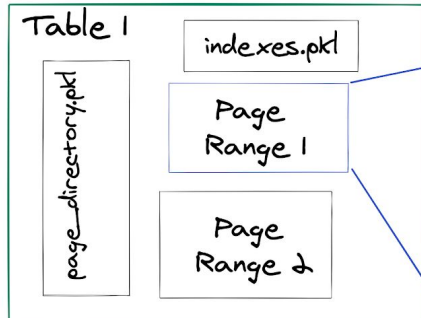 Table 1
indexes.pkl
page_directory.pkl
Page
Range 1
Page
Range 2